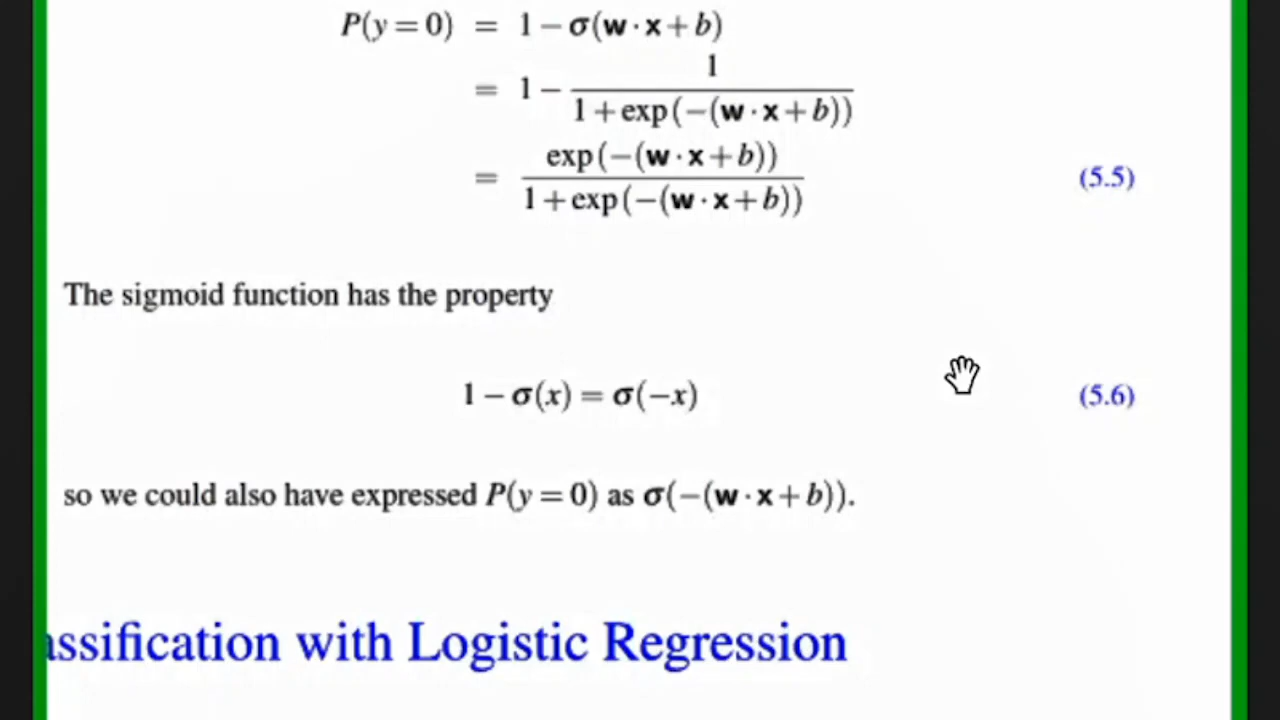 P(y=0) = 1−σ(w·x+b)
= 1− 1 / (1+exp(−(w·x+b)))
= exp(−(w·x+b)) / (1+exp(−(w·x+b))) (5.5)
The sigmoid function has the property
1−σ(x) = σ(−x) (5.6)
so we could also have expressed P(y=0) as σ(−(w·x+b)).
assification with Logistic Regression